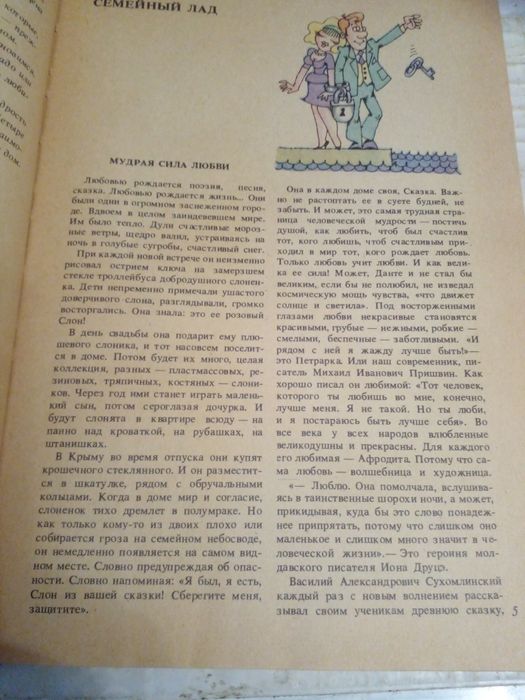 которые.
СЕМЕЙНЫЙ ЛАД
МУДРАЯ СИЛА ЛЮБВИ
Любовью рождается поэзия, песня,
сказка. Любовью рождается жизнь... Они
были одни в огромном заснеженном горо-
де. Вдвоем в целом заиндевевшем мире.
Им было тепло. Дули счастливые мороз-
ные ветры, щедро валил, устраиваясь на
ночь в голубые сугробы, счастливый снег.
При каждой новой встрече он неизменно
рисовал острием ключа на замерзшем
стекле троллейбуса добродушного слонен-
ка. Дети непременно примечали ушастого
доверчивого слона, разглядывали, громко
восторгались. Она знала: это ее розовый
Слон!
В день свадьбы она подарит ему плю-
шевого слоника, и тот насовсем поселит-
ся в доме. Потом будет их много, целая
коллекция, разных — пластмассовых, ре-
зиновых, тряпичных, костяных — слони-
ков. Через год ими станет играть малень-
кий сын, потом сероглазая дочурка. И
будут слонята в квартире всюду — на
панно над кроваткой, на рубашках, на
штанишках.
В Крыму во время отпуска они купят
крошечного стеклянного. И он разместит-
ся в шкатулке, рядом с обручальными
кольцами. Когда в доме мир и согласие,
слоненок тихо дремлет в полумраке. Но
как только кому-то из двоих плохо или
собирается гроза на семейном небосводе,
он немедленно появляется на самом вид-
ном месте. Словно предупреждая об опас-
ности. Словно напоминая: «Я был, я есть,
Слон из вашей сказки! Сберегите меня,
защитите».
Она в каждом доме своя, Сказка. Важ-
но не растоптать ее в суете будней, не
забыть. И может, это самая трудная стра-
ница человеческой мудрости — постичь
душой, как любить, чтоб был счастлив
тот, кого любишь, чтоб счастливым при-
ходил в мир тот, кого рождает любовь.
Только любовь учит любви. И как вели-
ка ее сила! Может, Данте и не стал бы
великим, если бы не полюбил, не изведал
космическую мощь чувства, «что движет
солнце и светила». Под восторженными
глазами любви некрасивые становятся
красивыми, грубые — нежными, робкие —
смелыми, беспечные — заботливыми. «И
рядом с ней я жажду лучше быть!»—
это Петрарка. Или наш современник, пи-
сатель Михаил Иванович Пришвин. Как
хорошо писал он любимой: «Тот человек,
которого ты любишь во мне, конечно,
лучше меня. Я не такой. Но ты люби,
и я постараюсь быть лучше себя». Во
все века у всех народов влюбленные
великодушны и прекрасны. Для каждого
его любимая — Афродита. Потому что са-
ма любовь — волшебница и художница.
«— Люблю. Она помолчала, вслушива-
ясь в таинственные шорохи ночи, а может,
прикидывая, куда бы это слово понадеж-
нее припрятать, потому что слишком оно
маленькое и слишком много значит в че-
ловеческой жизни».— Это героиня мол-
давского писателя Иона Друцэ.
Василий Александрович Сухомлинский
каждый раз с новым волнением расска-
зывал своим ученикам древнюю сказку, 5